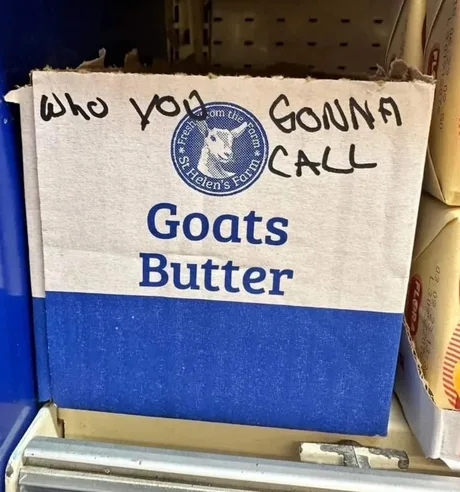 WHO YOU GONNA
CALL
Fresh from the Farm
St Helen's Farm
Goats
Butter